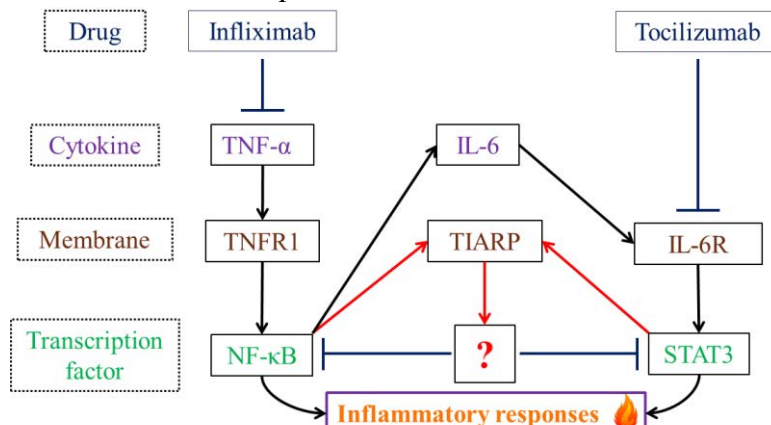 Drug
Infliximab
Tocilizumab
Cytokine
TNF-α
IL-6
Membrane
TNFR1
TIARP
IL-6R
Transcription
factor
NF-κB
?
STAT3
Inflammatory responses